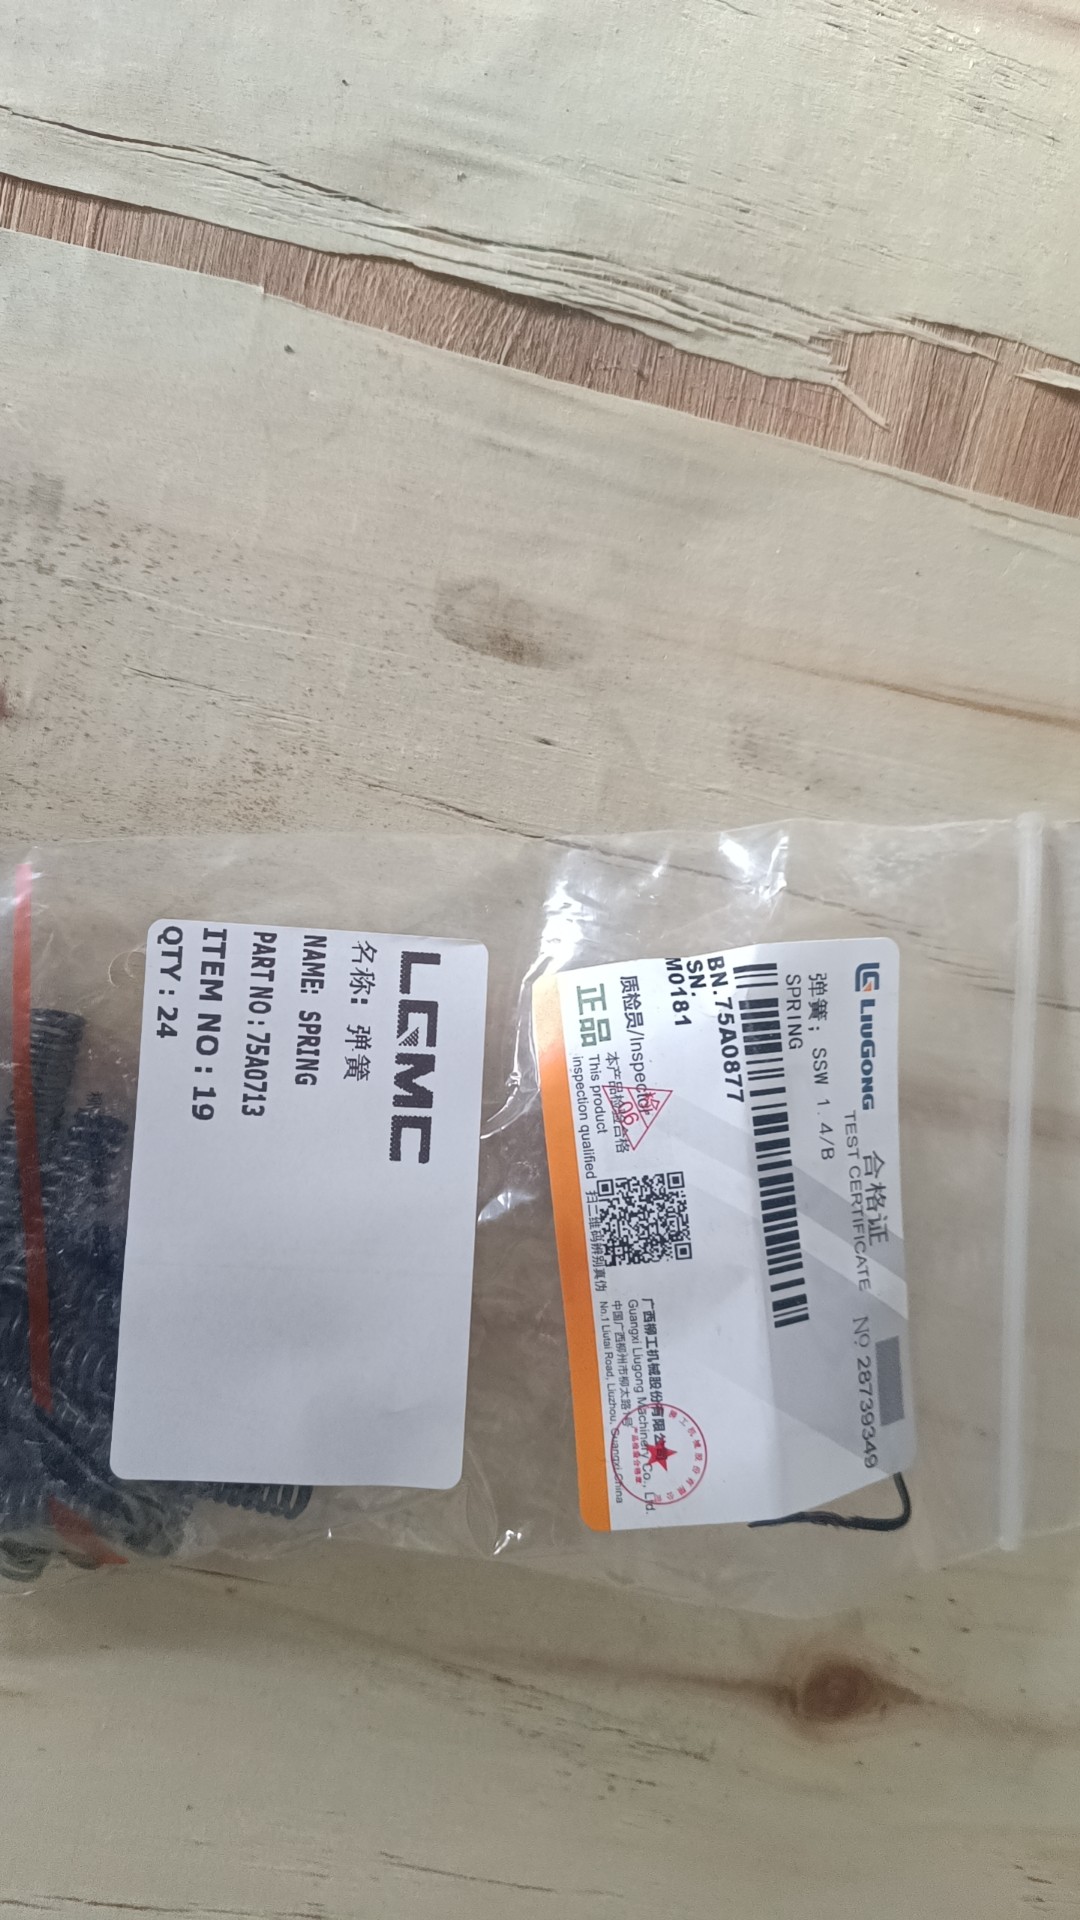 LIUGONG
合格证
TEST CERTIFICATE
№ 28739349
弹簧; SSW 1.4/B
SPRING
BN.75A0877
SN.
M0181
质检员/Inspector
检
06
正品
本产品检验合格
This product
inspection qualified
扫二维码辨别真伪
广西柳工机械股份有限公司
Guangxi Liugong Machinery Co., Ltd.
中国广西柳州市柳太路1号
No.1 Liutai Road, Liuzhou, Guangxi China
LGMC
名称: 弹簧
NAME: SPRING
PART NO:75A0713
ITEM NO:19
QTY:24